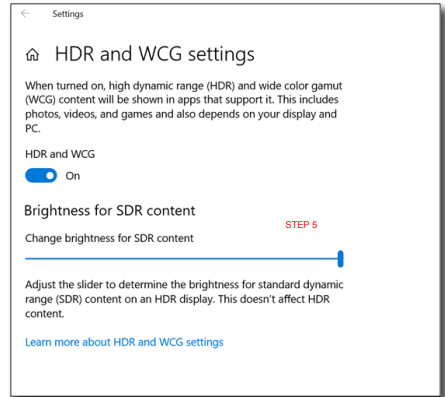 Settings
HDR and WCG settings
When turned on, high dynamic range (HDR) and wide color gamut
(WCG) content will be shown in apps that support it. This includes
photos, videos, and games and also depends on your display and
PC.
HDR and WCG
On
Brightness for SDR content
STEP 5
Change brightness for SDR content
Adjust the slider to determine the brightness for standard dynamic
range (SDR) content on an HDR display. This doesn't affect HDR
content.
Learn more about HDR and WCG settings